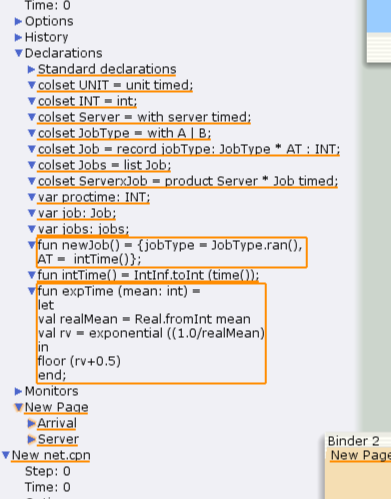 Time: 0
Options
History
Declarations
Standard declarations
colset UNIT = unit timed;
colset INT = int;
colset Server = with server timed;
colset JobType = with A | B;
colset Job = record jobType: JobType * AT : INT;
colset Jobs = list Job;
colset ServerxJob = product Server * Job timed;
var proctime: INT;
var job: Job;
var jobs: jobs;
fun newJob() = {jobType = JobType.ran(),
AT =  intTime()};
fun intTime() = IntInf.toInt (time());
fun expTime (mean: int) =
let
val realMean = Real.fromInt mean
val rv = exponential ((1.0/realMean)
in
floor (rv+0.5)
end;
Monitors
New Page
Arrival
Server
New net.cpn
Step: 0
Time: 0
Binder 2
New Page